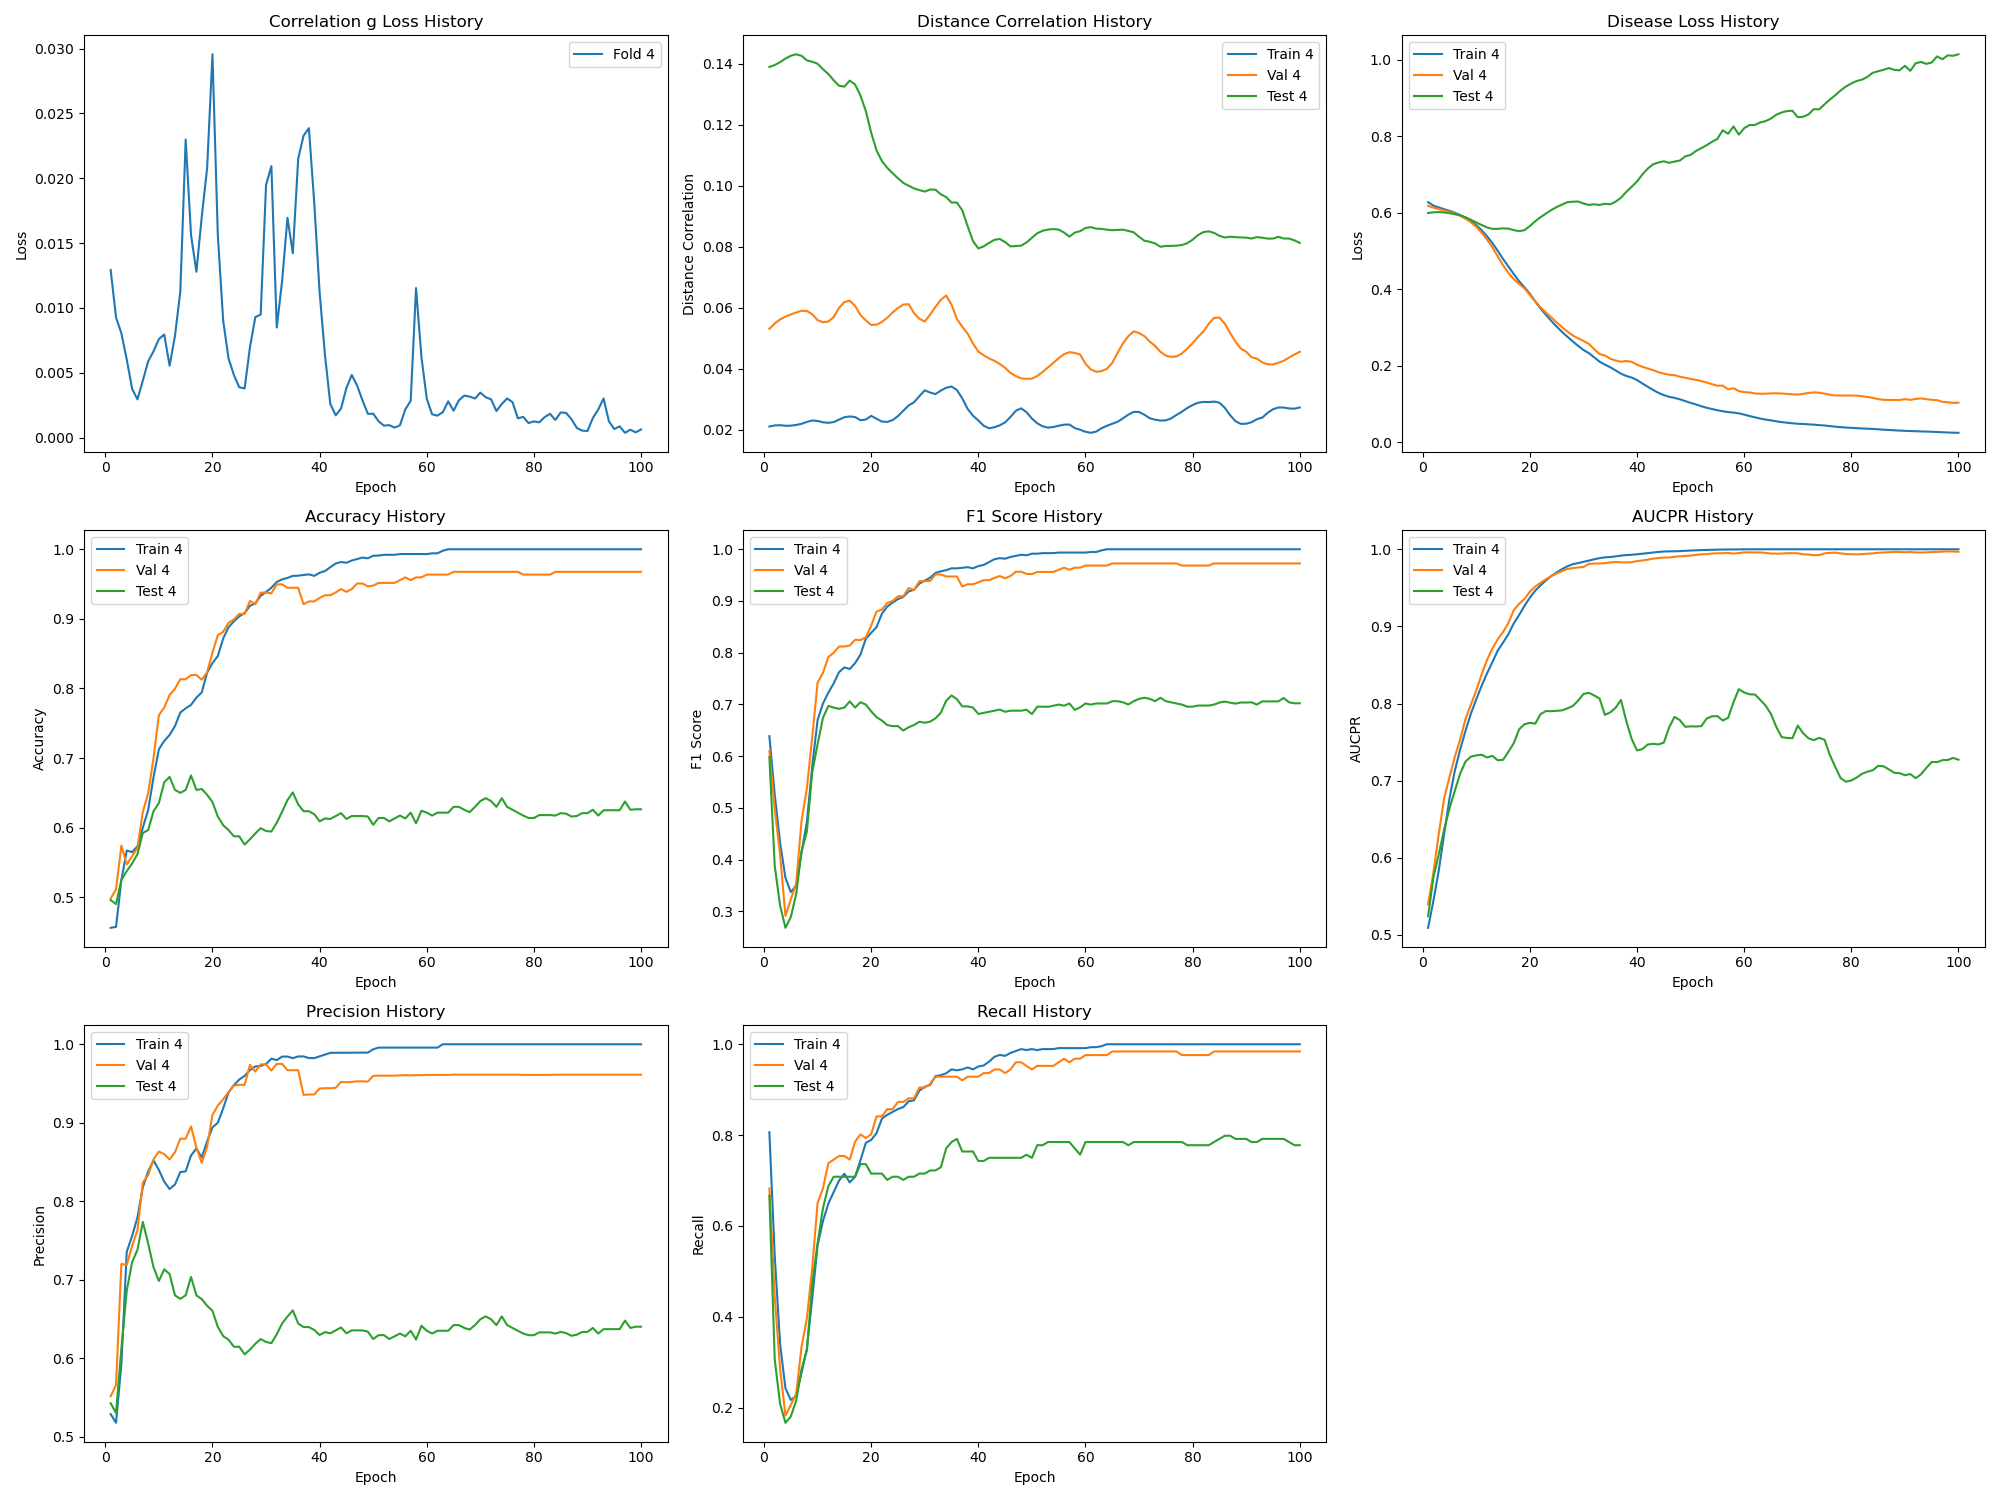 Correlation g Loss History
Loss
0.030
0.025
0.020
0.015
0.010
0.005
0.000
0 20 40 60 80 100
Epoch
Fold 4
Distance Correlation History
Distance Correlation
0.14
0.12
0.10
0.08
0.06
0.04
0.02
0 20 40 60 80 100
Epoch
Train 4
Val 4
Test 4
Disease Loss History
Loss
1.0
0.8
0.6
0.4
0.2
0.0
0 20 40 60 80 100
Epoch
Train 4
Val 4
Test 4
Accuracy History
Accuracy
1.0
0.9
0.8
0.7
0.6
0.5
0 20 40 60 80 100
Epoch
Train 4
Val 4
Test 4
F1 Score History
F1 Score
1.0
0.9
0.8
0.7
0.6
0.5
0.4
0.3
0 20 40 60 80 100
Epoch
Train 4
Val 4
Test 4
AUCPR History
AUCPR
1.0
0.9
0.8
0.7
0.6
0.5
0 20 40 60 80 100
Epoch
Train 4
Val 4
Test 4
Precision History
Precision
1.0
0.9
0.8
0.7
0.6
0.5
0 20 40 60 80 100
Epoch
Train 4
Val 4
Test 4
Recall History
Recall
1.0
0.8
0.6
0.4
0.2
0 20 40 60 80 100
Epoch
Train 4
Val 4
Test 4